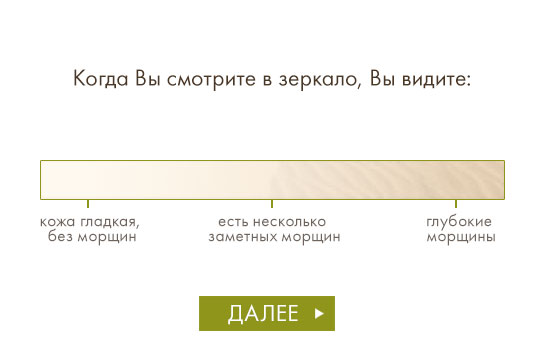 Когда Вы смотрите в зеркало, Вы видите:
кожа гладкая,
без морщин
есть несколько
заметных морщин
глубокие
морщины
ДАЛЕЕ